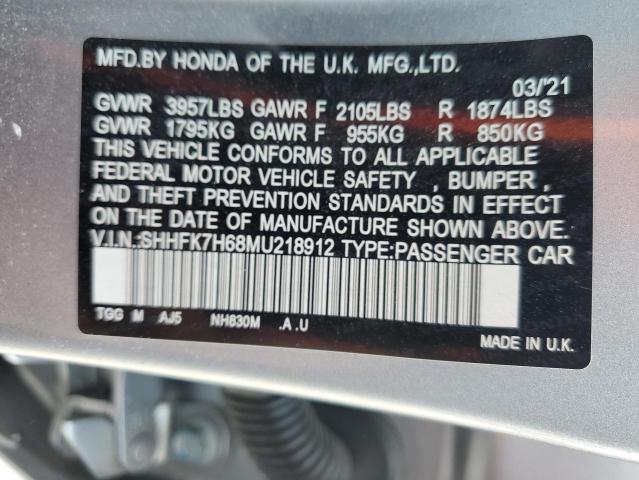 MFD.BY HONDA OF THE U.K. MFG.,LTD.
03/'21
GVWR 3957LBS GAWR F 2105LBS R 1874LBS
GVWR 1795KG GAWR F 955KG R 850KG
THIS VEHICLE CONFORMS TO ALL APPLICABLE
FEDERAL MOTOR VEHICLE SAFETY , BUMPER ,
AND THEFT PREVENTION STANDARDS IN EFFECT
ON THE DATE OF MANUFACTURE SHOWN ABOVE.
V.I.N.:SHHFK7H68MU218912 TYPE:PASSENGER CAR
TGG M AJ5 NH830M .A .U
MADE IN U.K.